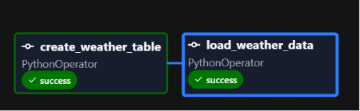 create_weather_table
PythonOperator
success
load_weather_data
PythonOperator
success